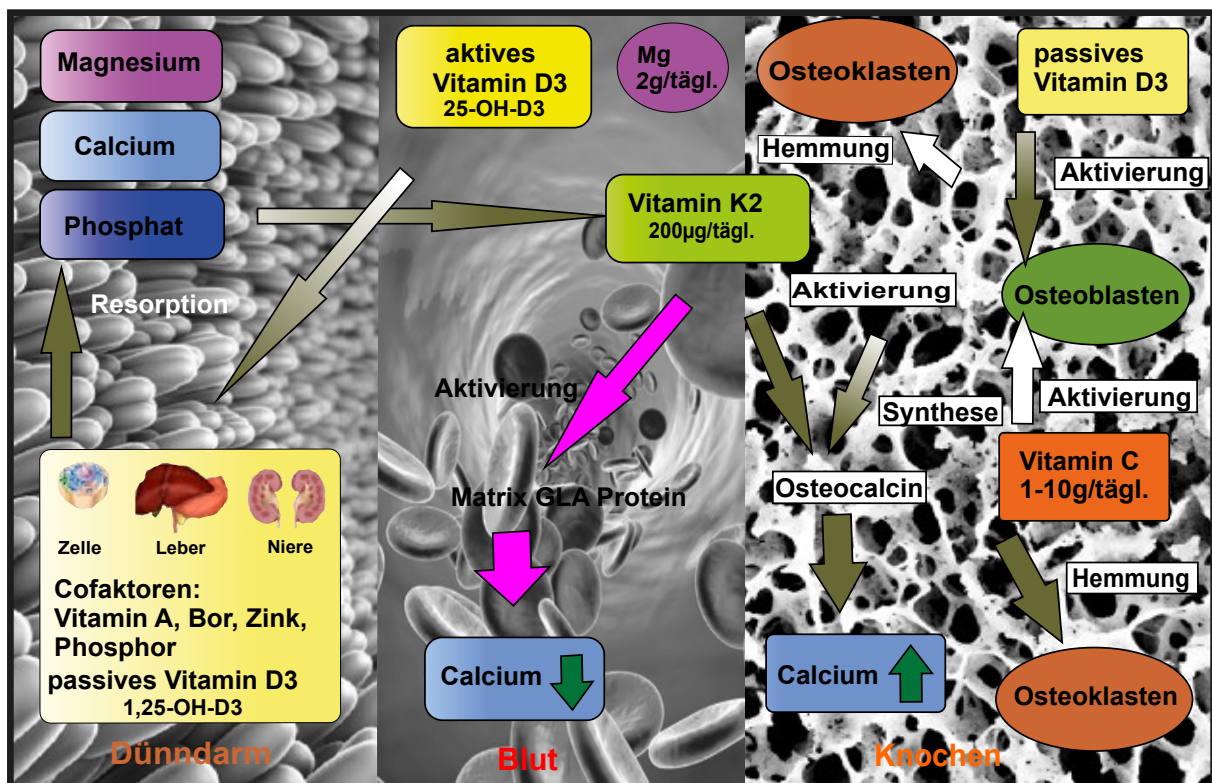 Magnesium
Calcium
Phosphat
Resorption
Zelle
Leber
Niere
Cofaktoren:
Vitamin A, Bor, Zink,
Phosphor
passives Vitamin D3
1,25-OH-D3
Dünndarm
aktives
Vitamin D3
25-OH-D3
Mg
2g/tägl.
Vitamin K2
200µg/tägl.
Aktivierung
Matrix GLA Protein
Calcium
Blut
Osteoklasten
passives
Vitamin D3
Hemmung
Aktivierung
Aktivierung
Osteoblasten
Synthese
Aktivierung
Osteocalcin
Vitamin C
1-10g/tägl.
Hemmung
Calcium
Osteoklasten
Knochen